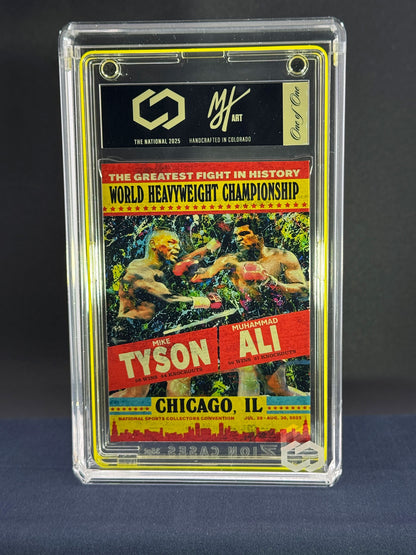 THE NATIONAL 2025
MH
ART
HANDCRAFTED IN COLORADO
One of One
THE GREATEST FIGHT IN HISTORY
WORLD HEAVYWEIGHT CHAMPIONSHIP
MIKE
TYSON
MUHAMMAD
ALI
CHICAGO, IL
NATIONAL SPORTS COLLECTORS CONVENTION
ZION CASES